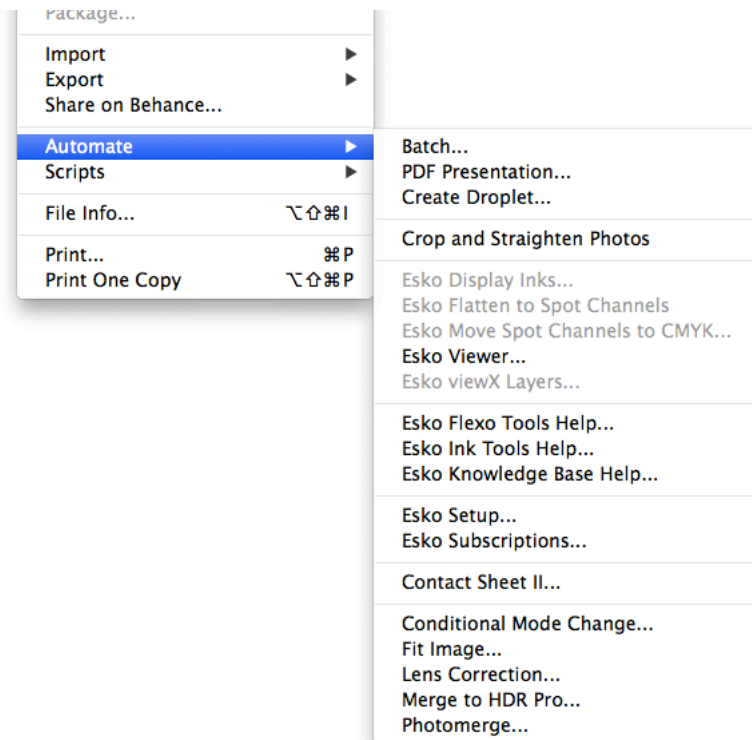 Package...
Import
Export
Share on Behance...
Automate
Scripts
File Info... ⌥⇧⌘I
Print... ⌘P
Print One Copy ⌥⇧⌘P
Batch...
PDF Presentation...
Create Droplet...
Crop and Straighten Photos
Esko Display Inks...
Esko Flatten to Spot Channels
Esko Move Spot Channels to CMYK...
Esko Viewer...
Esko viewX Layers...
Esko Flexo Tools Help...
Esko Ink Tools Help...
Esko Knowledge Base Help...
Esko Setup...
Esko Subscriptions...
Contact Sheet II...
Conditional Mode Change...
Fit Image...
Lens Correction...
Merge to HDR Pro...
Photomerge...